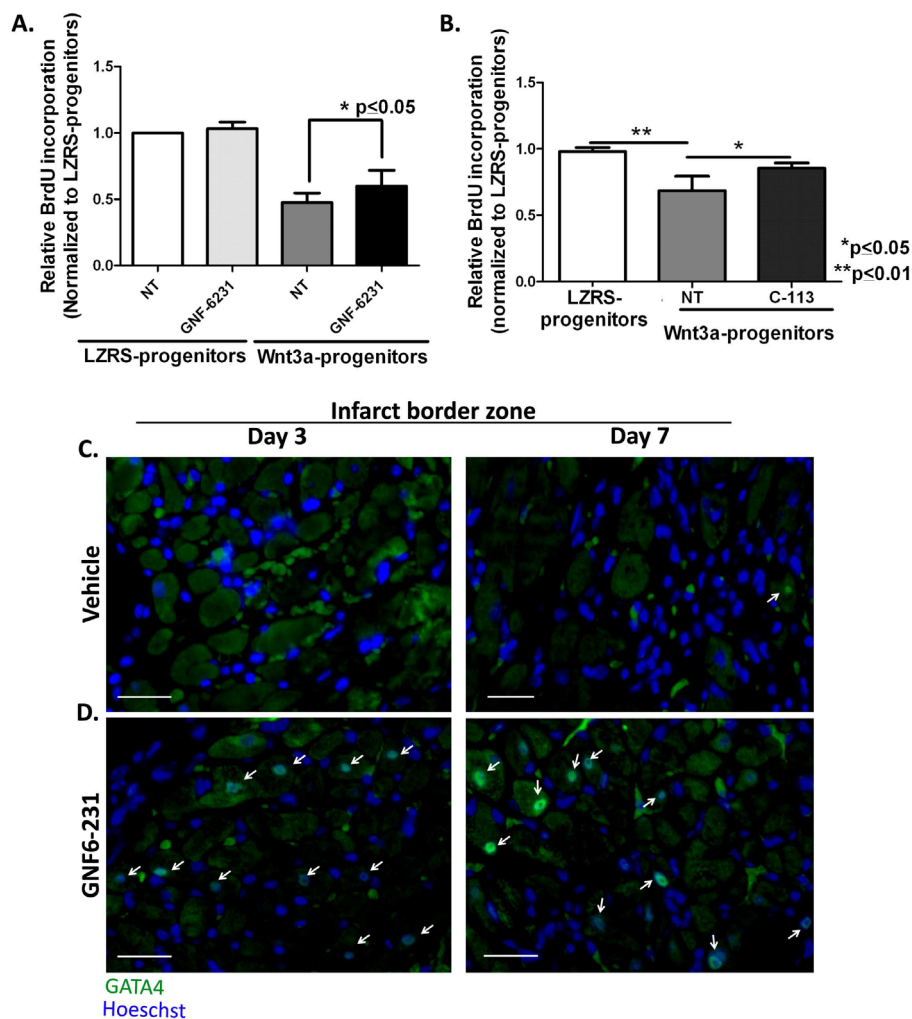 A.
Relative BrdU incorporation
(Normalized to LZRS-progenitors)
1.5
1.0
0.5
0.0
* p≤0.05
NT
GNF-6231
NT
GNF-6231
LZRS-progenitors
Wnt3a-progenitors
B.
Relative BrdU incorporation
(normalized to LZRS-progenitors)
1.5
1.0
0.5
0.0
**
*
*p≤0.05
**p≤0.01
LZRS-
progenitors
NT
C-113
Wnt3a-progenitors
Infarct border zone
Day 3
Day 7
C.
Vehicle
D.
GNF6-231
GATA4
Hoeschst